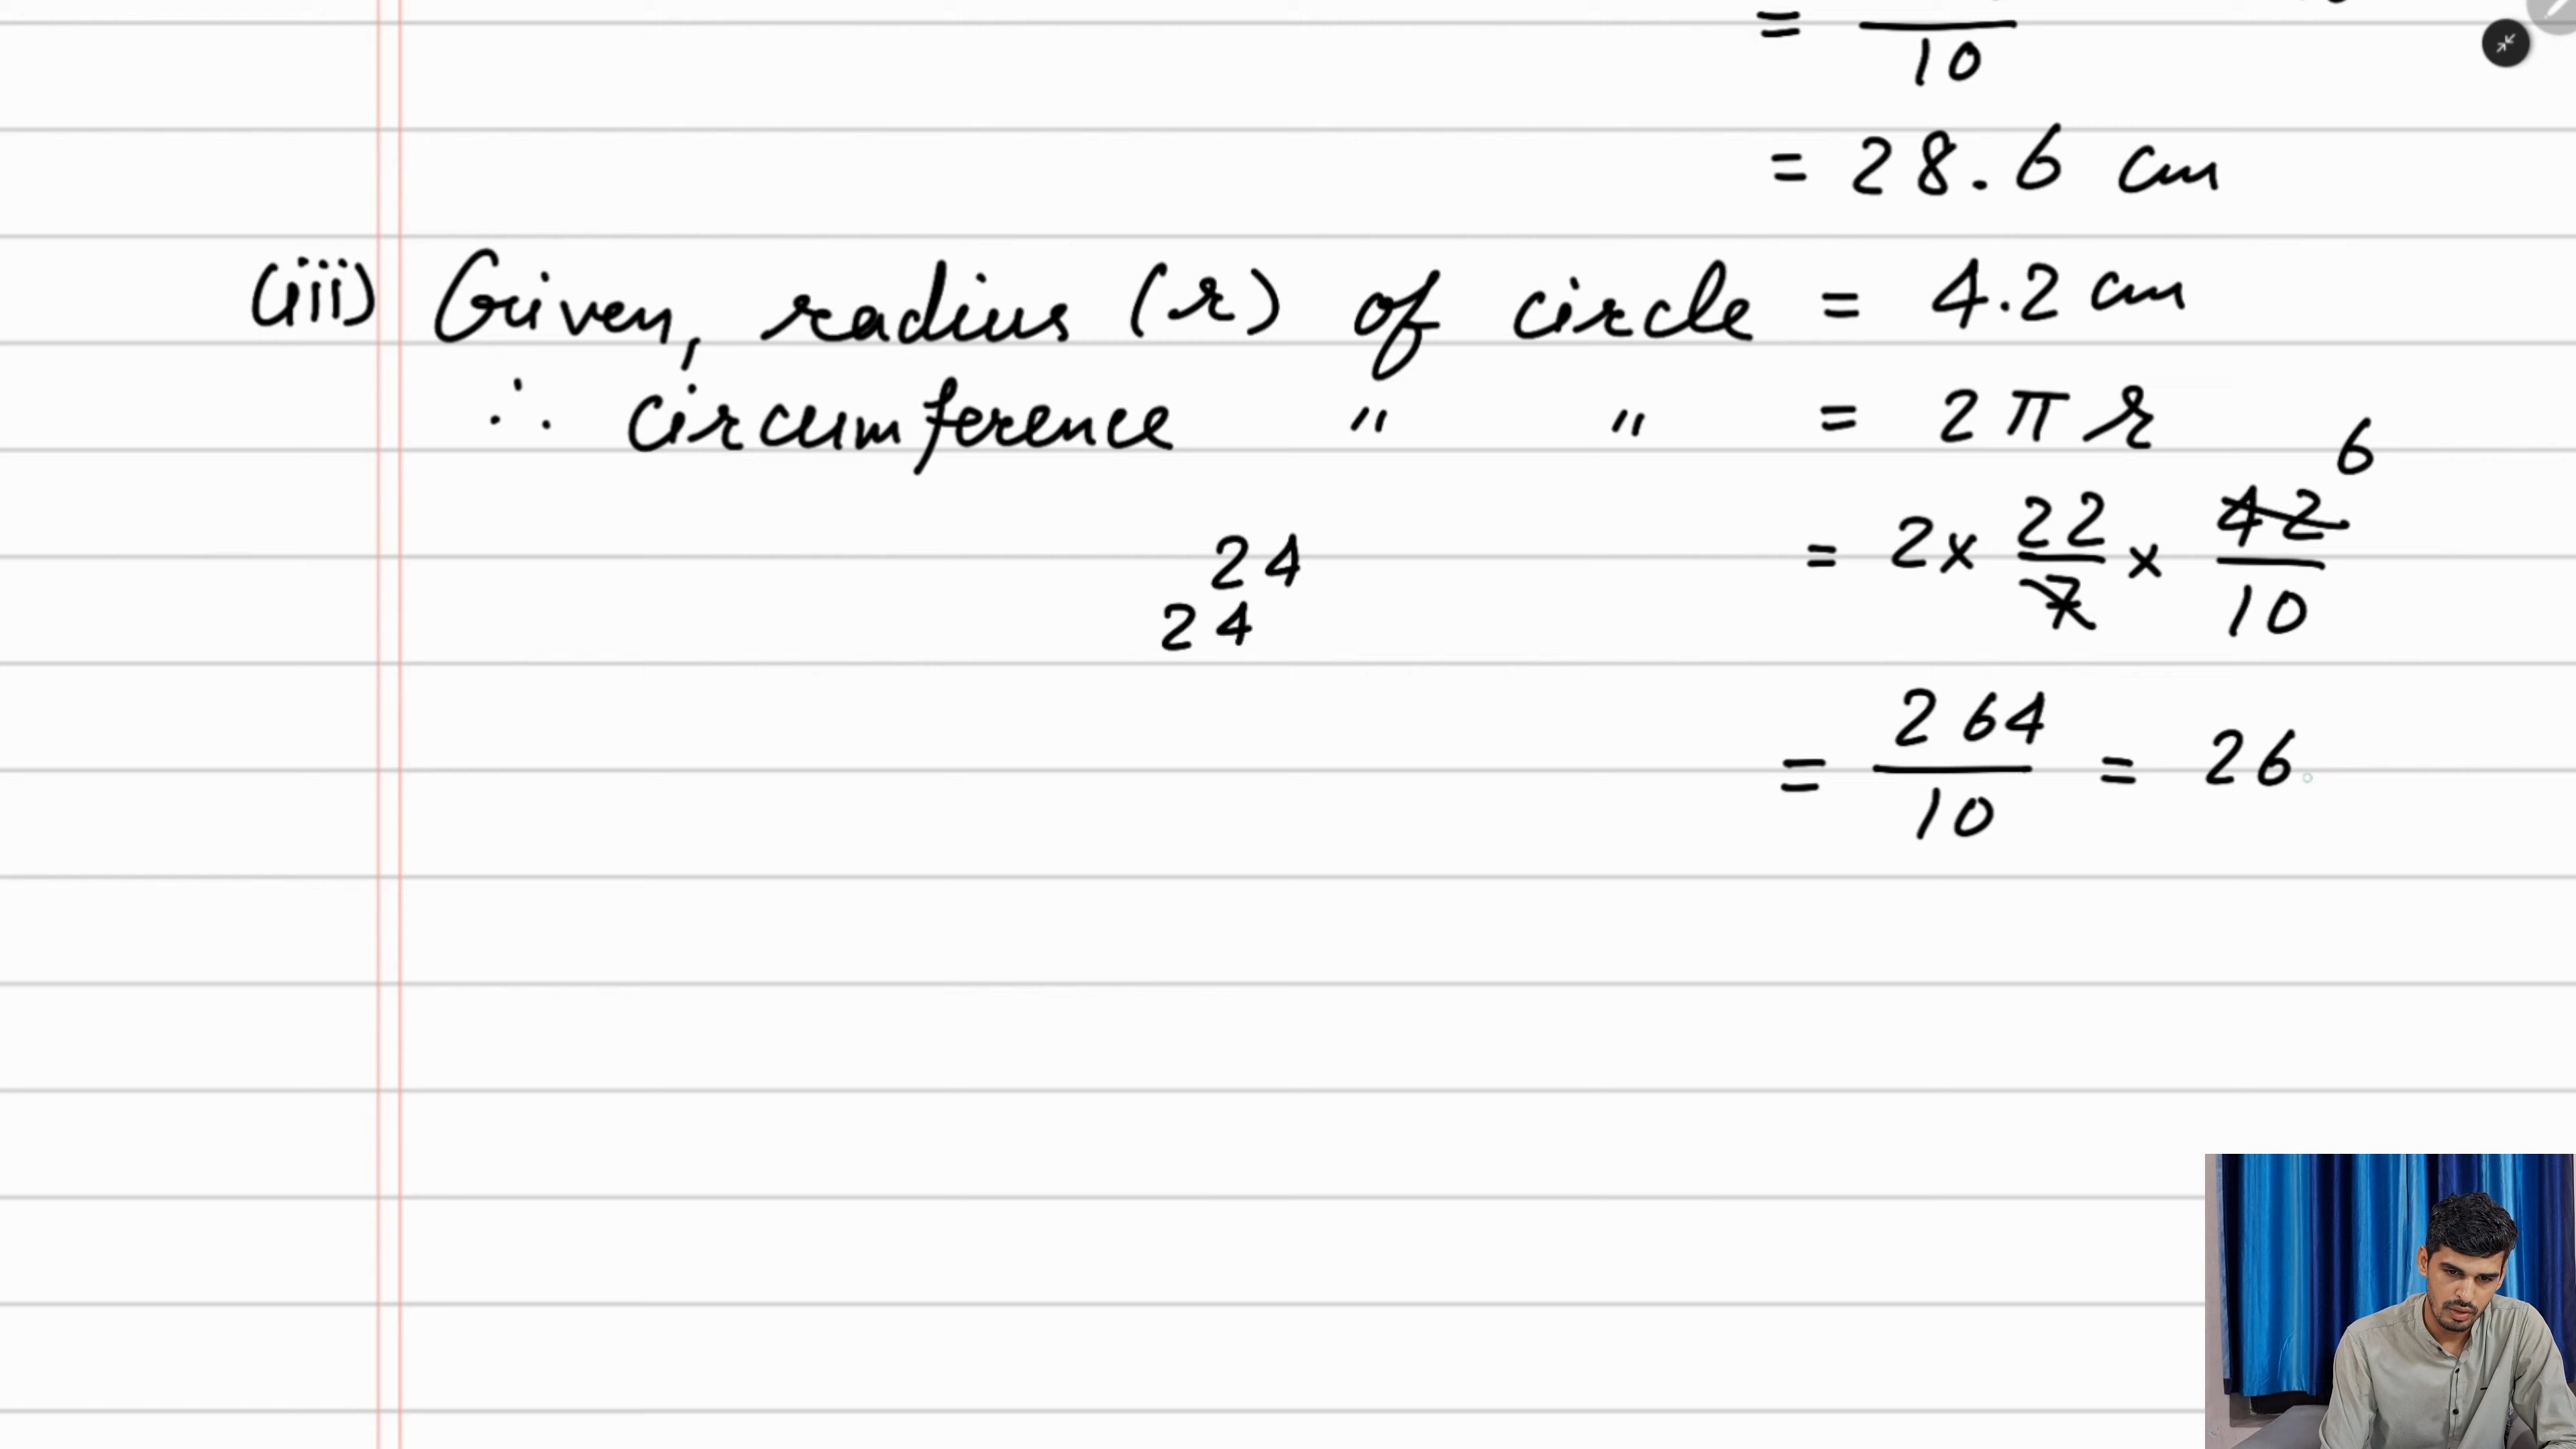 = — / 10
= 28.6 cm
(iii) Given, radius (r) of circle = 4.2 cm
∴ circumference " " = 2πr
6
24 = 2 × 22/7 × 42/10
24
= 264/10 = 26